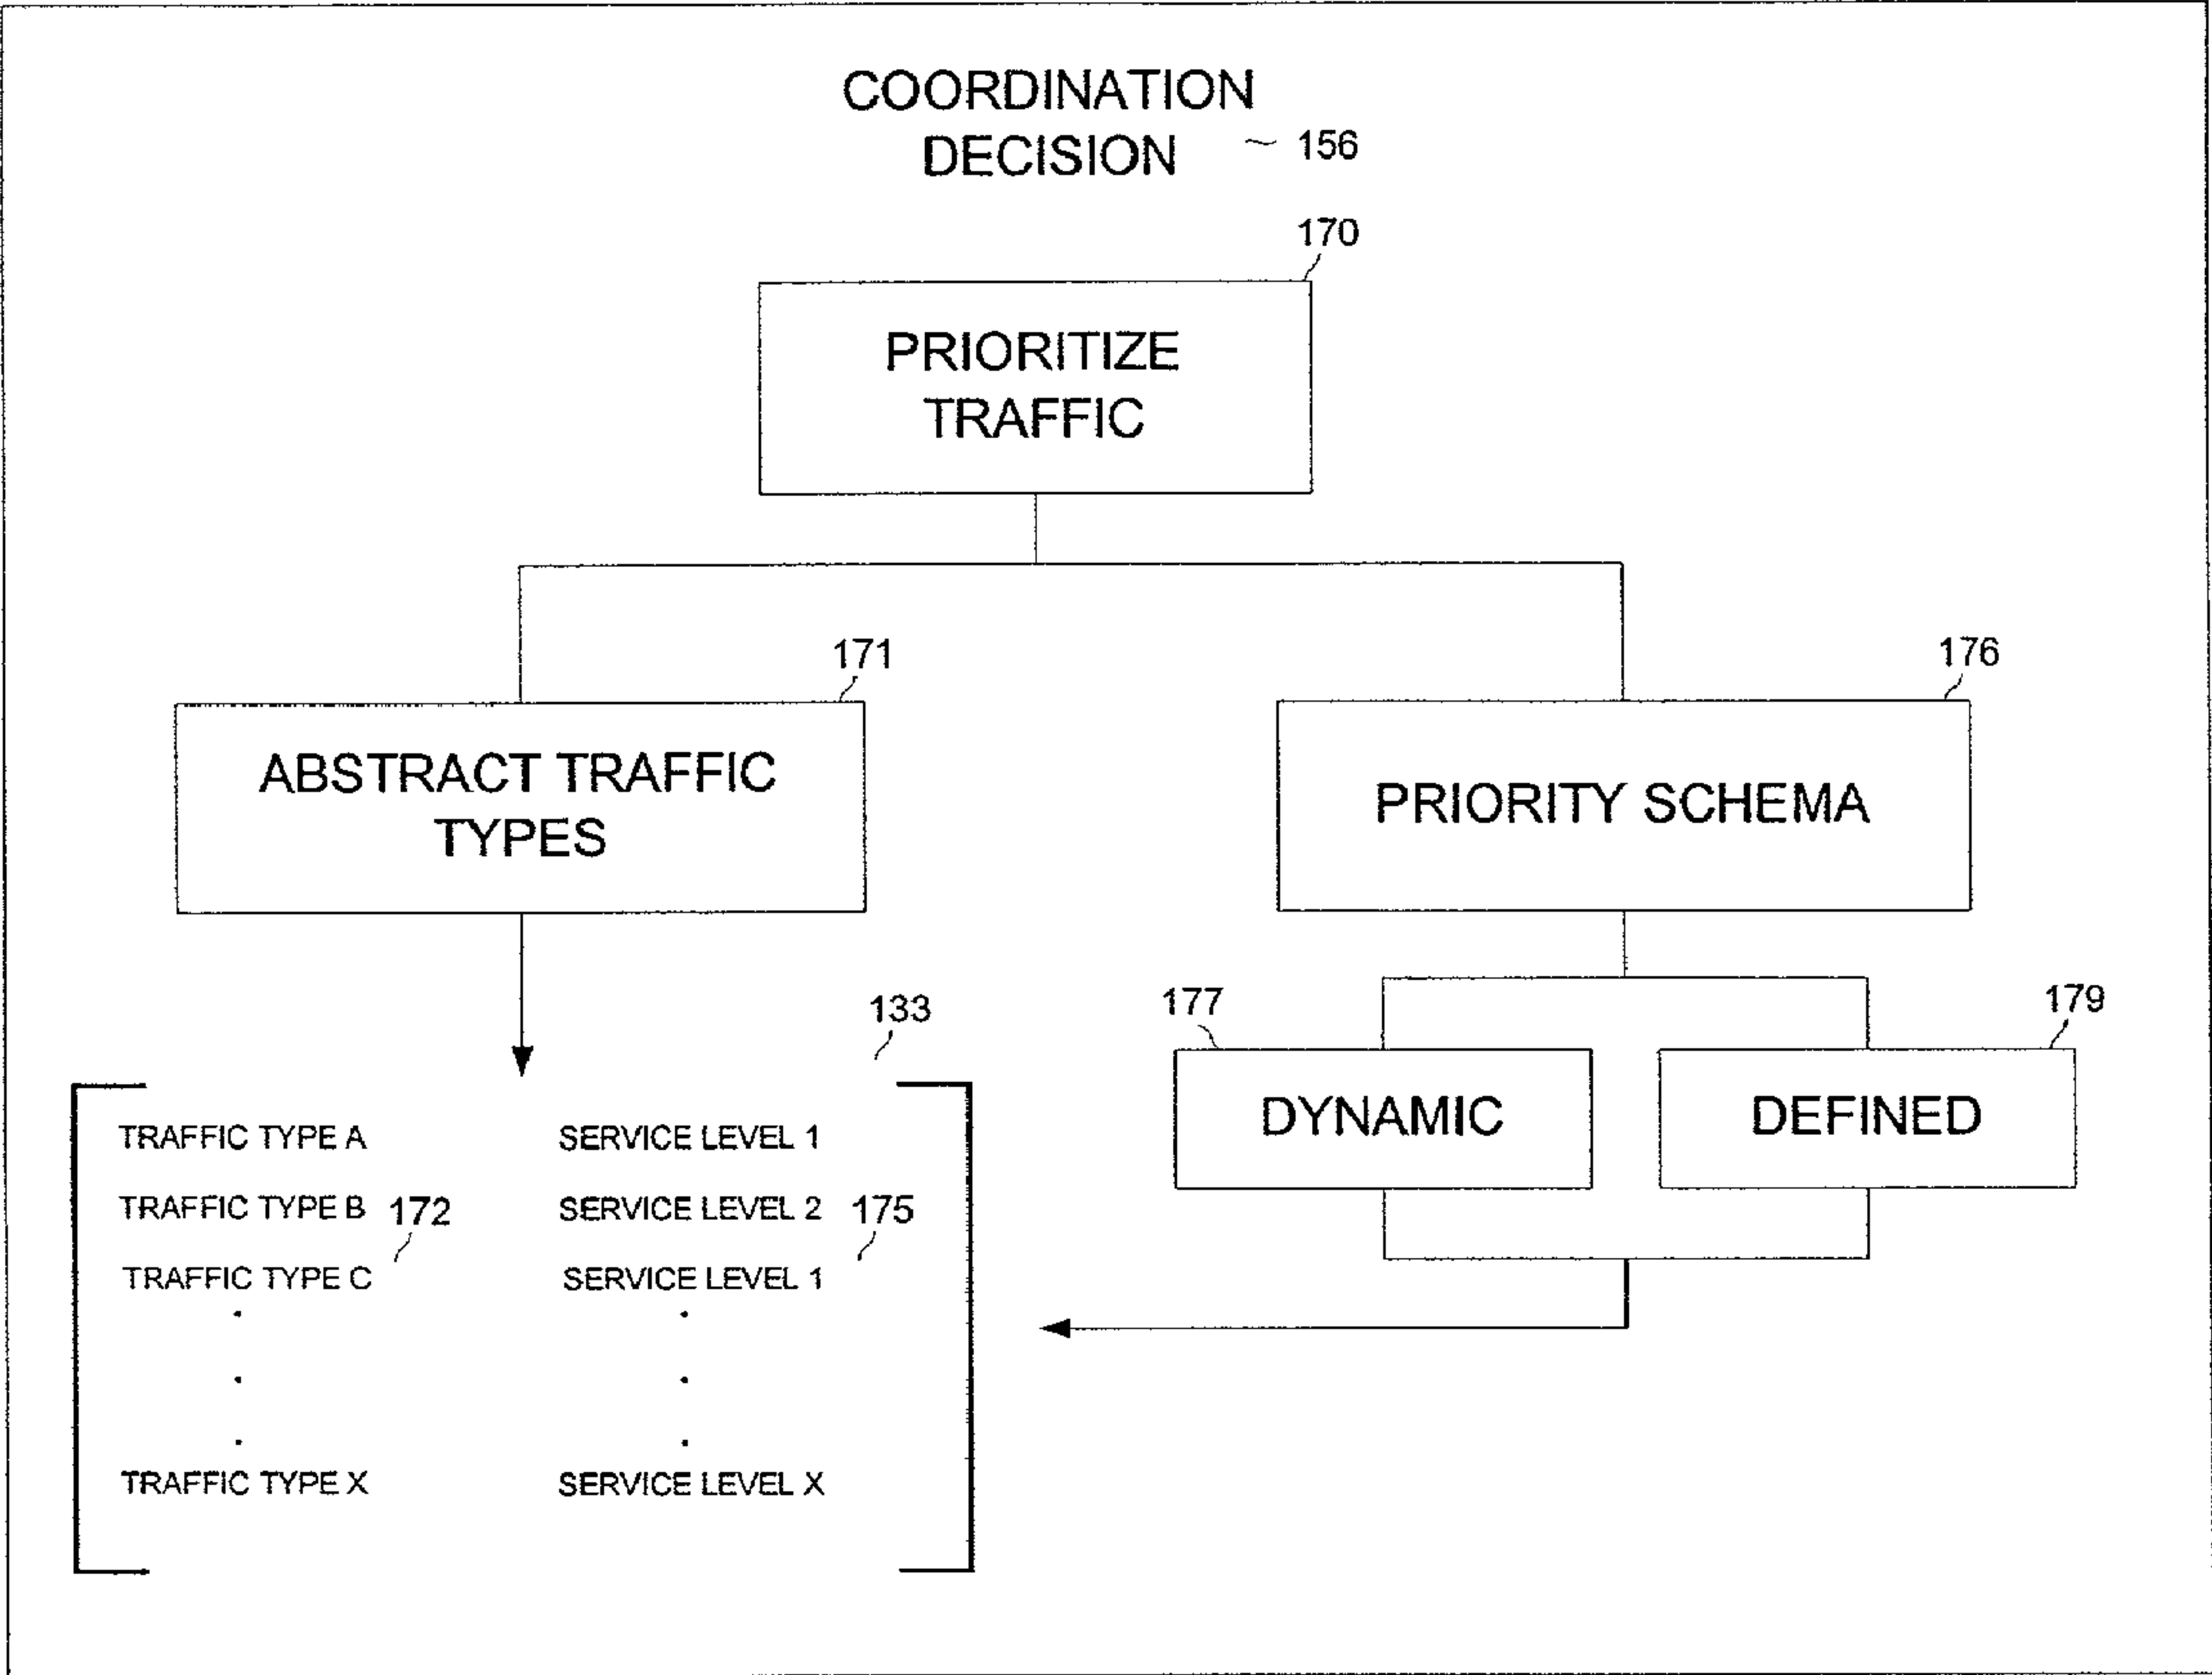 COORDINATION
DECISION ~ 156
170
PRIORITIZE
TRAFFIC
171
176
ABSTRACT TRAFFIC
TYPES
PRIORITY SCHEMA
133
177
179
DYNAMIC
DEFINED
TRAFFIC TYPE A SERVICE LEVEL 1
TRAFFIC TYPE B 172 SERVICE LEVEL 2 175
TRAFFIC TYPE C SERVICE LEVEL 1
. .
. .
. .
TRAFFIC TYPE X SERVICE LEVEL X